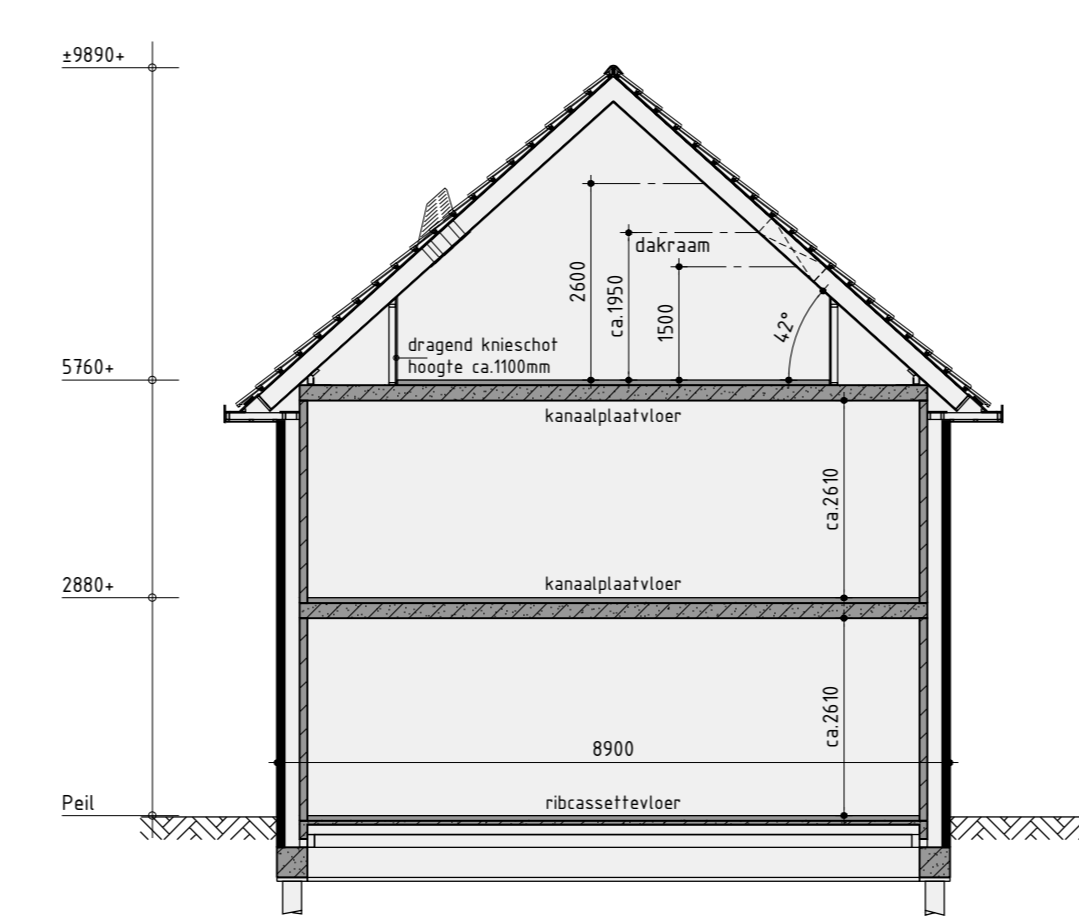 ±9890+
2600
ca.1950
dakraam
1500
42°
dragend knieschot
hoogte ca.1100mm
5760+
kanaalplaatvloer
ca.2610
kanaalplaatvloer
2880+
ca.2610
8900
Peil
ribcassettevloer